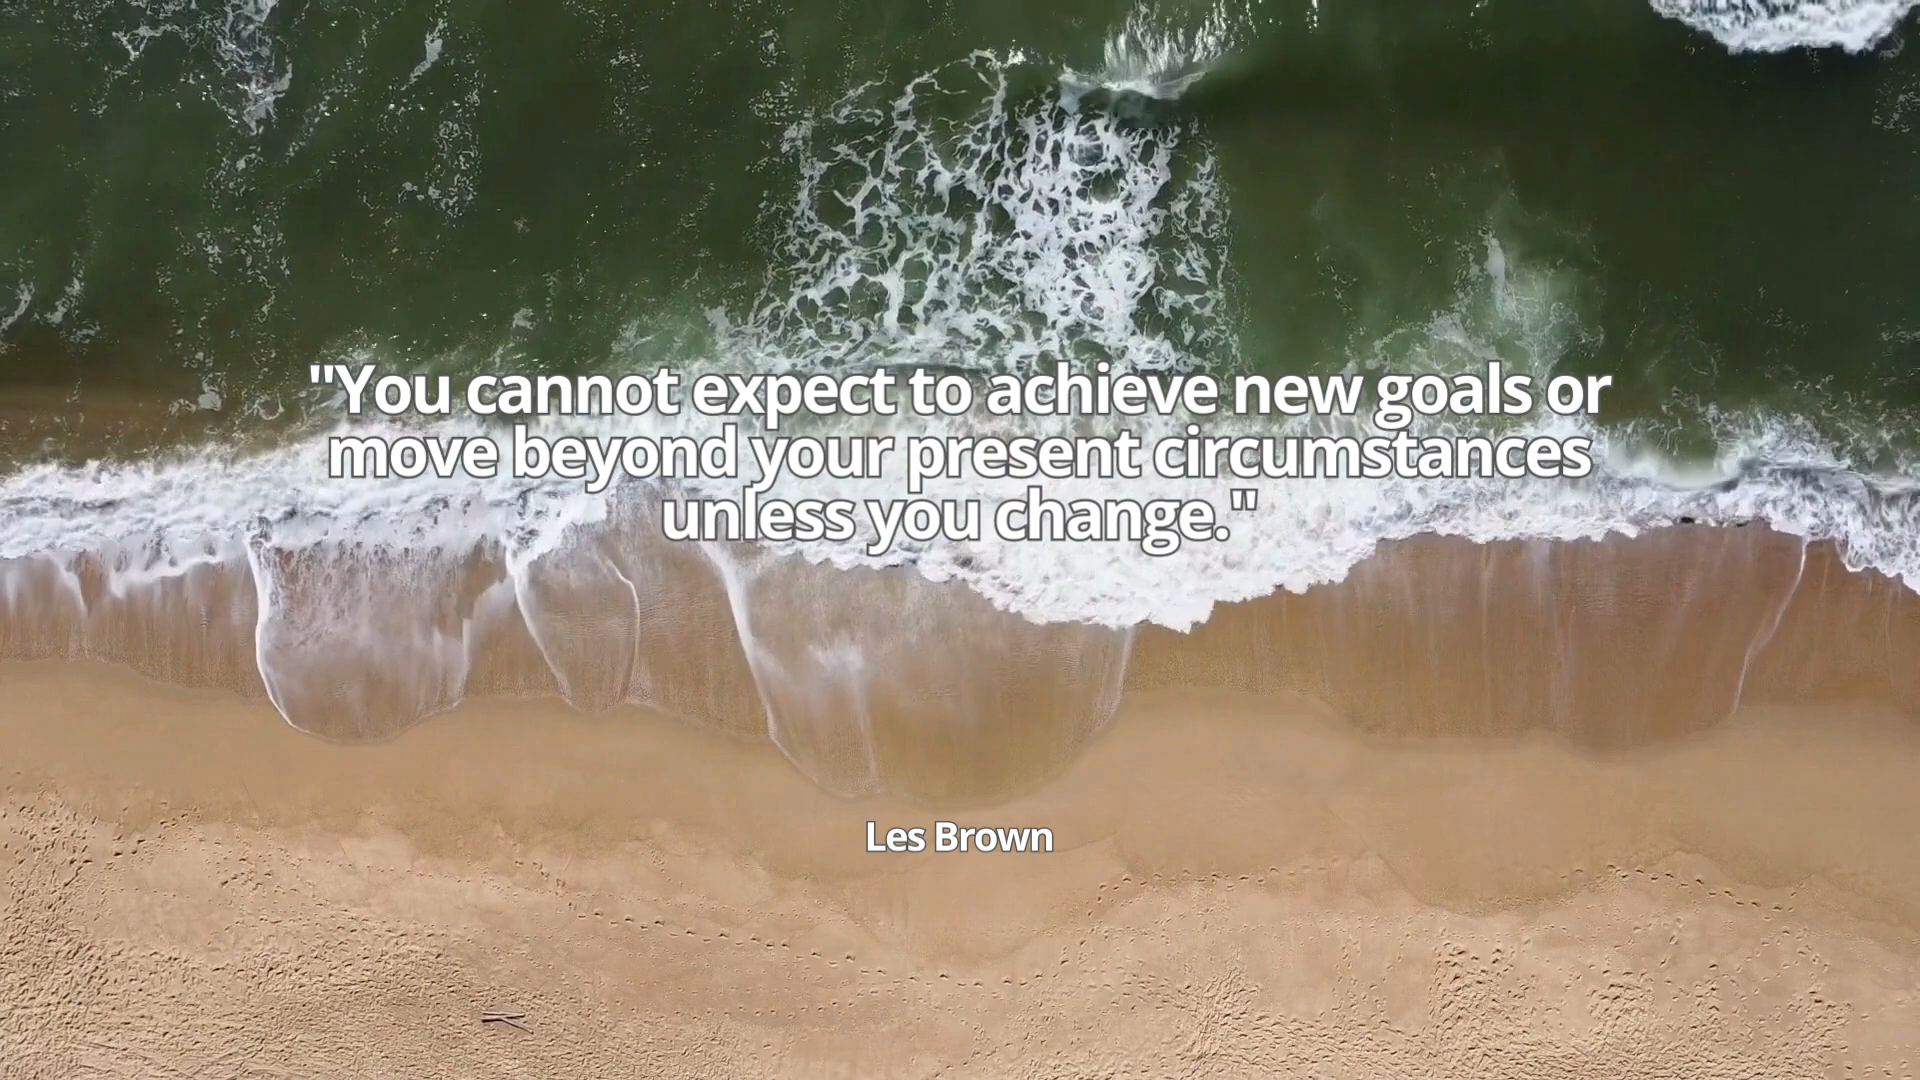 "You cannot expect to achieve new goals or
move beyond your present circumstances
unless you change."
Les Brown